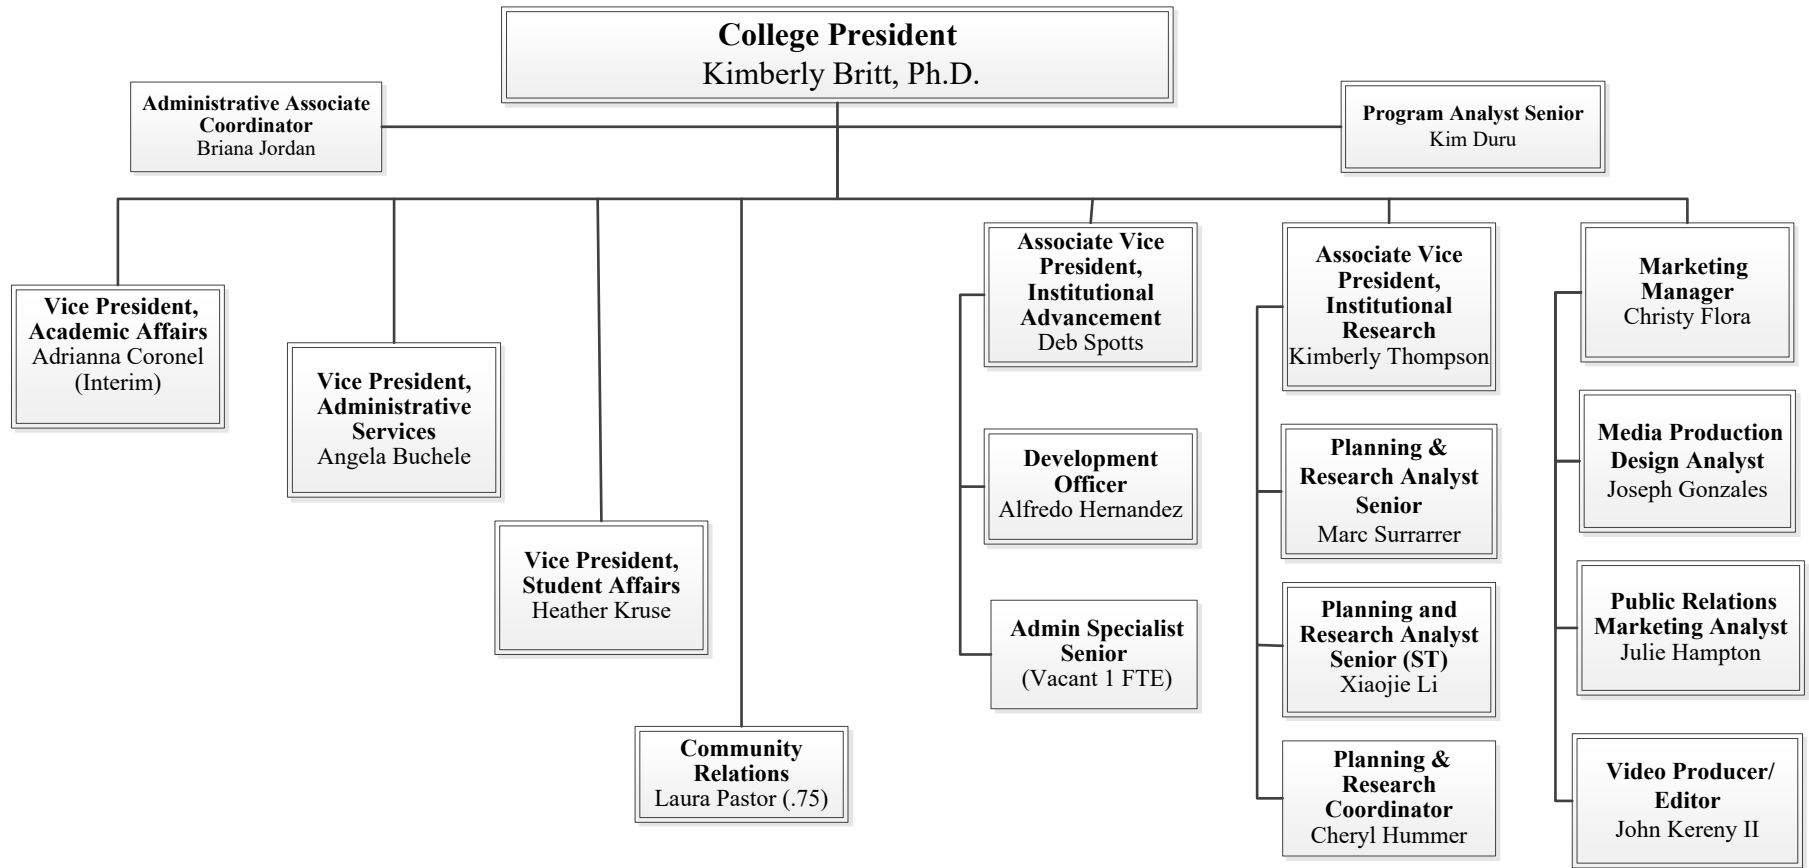 College President
Kimberly Britt, Ph.D.
Administrative Associate
Coordinator
Briana Jordan
Program Analyst Senior
Kim Duru
Vice President,
Academic Affairs
Adrianna Coronel
(Interim)
Vice President,
Administrative
Services
Angela Buchele
Vice President,
Student Affairs
Heather Kruse
Community
Relations
Laura Pastor (.75)
Associate Vice
President,
Institutional
Advancement
Deb Spotts
Development
Officer
Alfredo Hernandez
Admin Specialist
Senior
(Vacant 1 FTE)
Associate Vice
President,
Institutional
Research
Kimberly Thompson
Planning &
Research Analyst
Senior
Marc Surrarrer
Planning and
Research Analyst
Senior (ST)
Xiaojie Li
Planning &
Research
Coordinator
Cheryl Hummer
Marketing
Manager
Christy Flora
Media Production
Design Analyst
Joseph Gonzales
Public Relations
Marketing Analyst
Julie Hampton
Video Producer/
Editor
John Kereny II